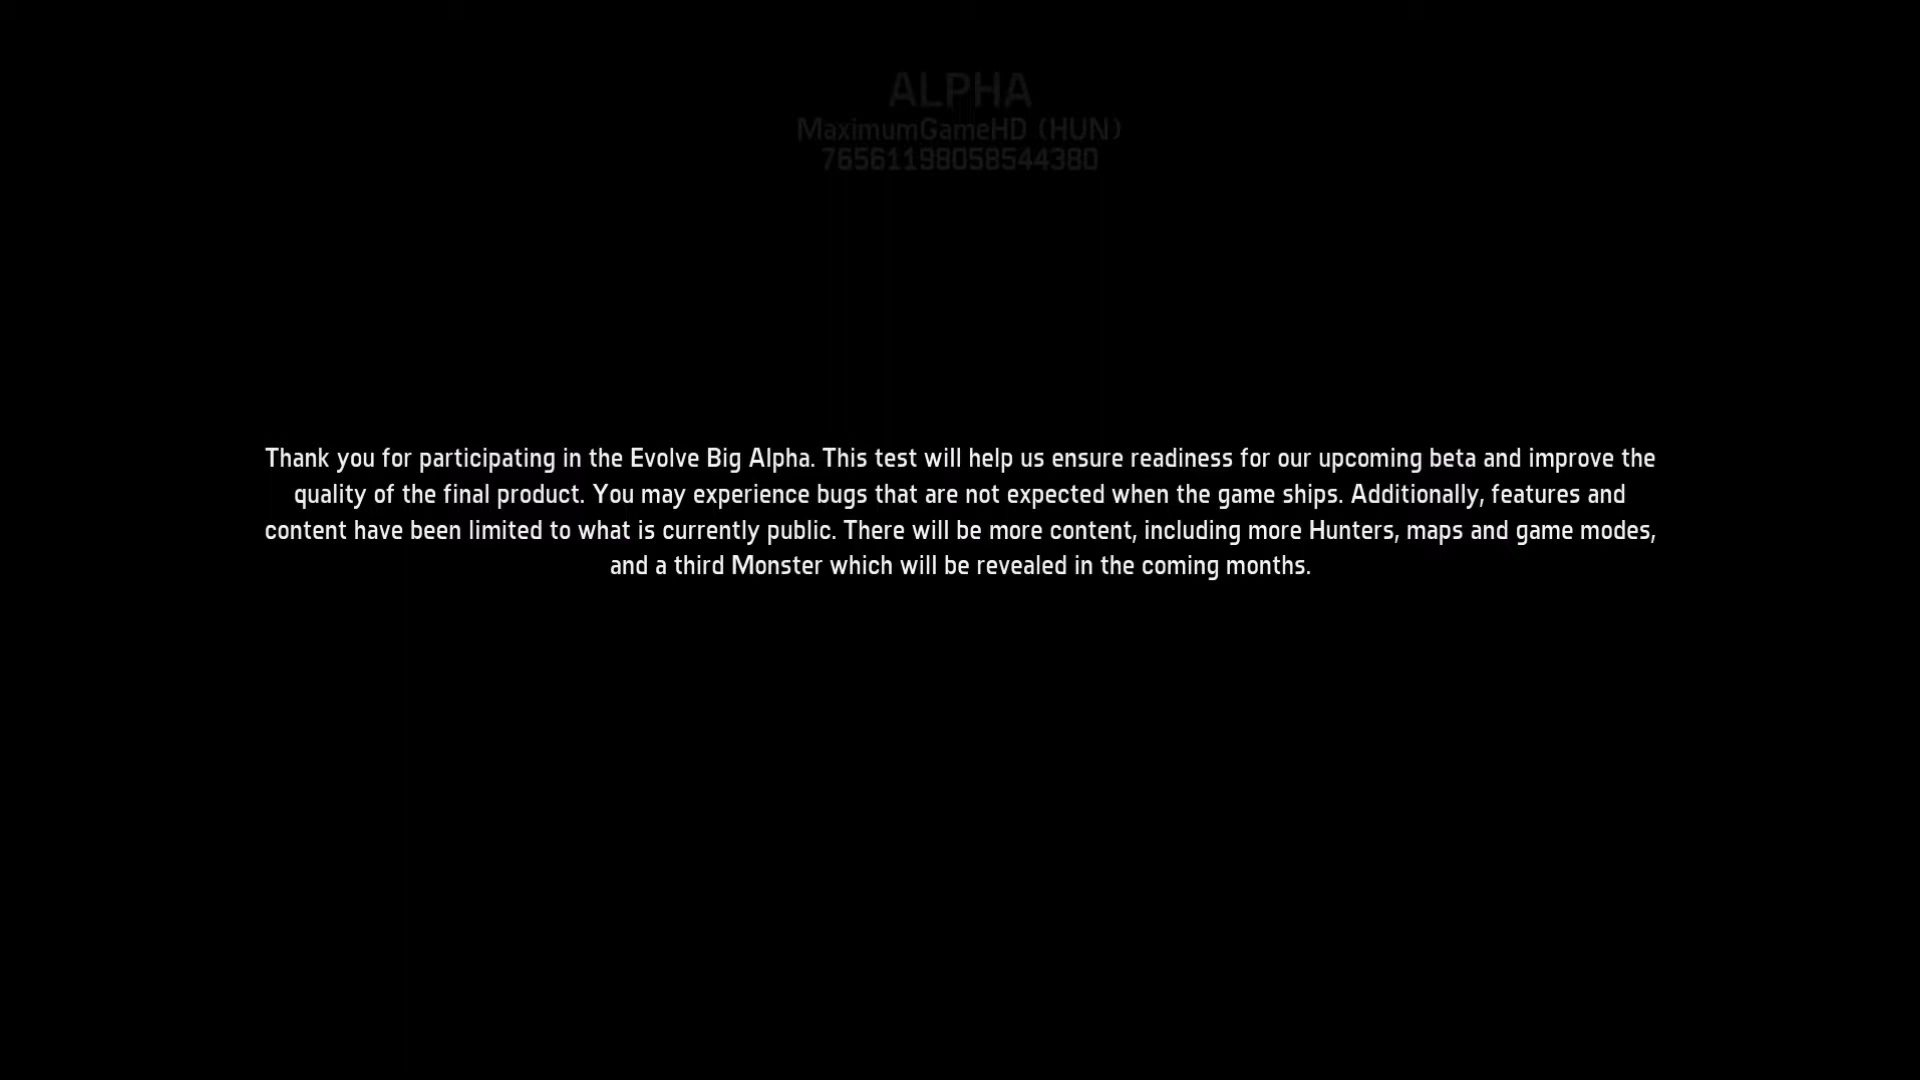 ALPHA
MaximumGameHD (HUN)
76561198058544380
Thank you for participating in the Evolve Big Alpha. This test will help us ensure readiness for our upcoming beta and improve the
quality of the final product. You may experience bugs that are not expected when the game ships. Additionally, features and
content have been limited to what is currently public. There will be more content, including more Hunters, maps and game modes,
and a third Monster which will be revealed in the coming months.